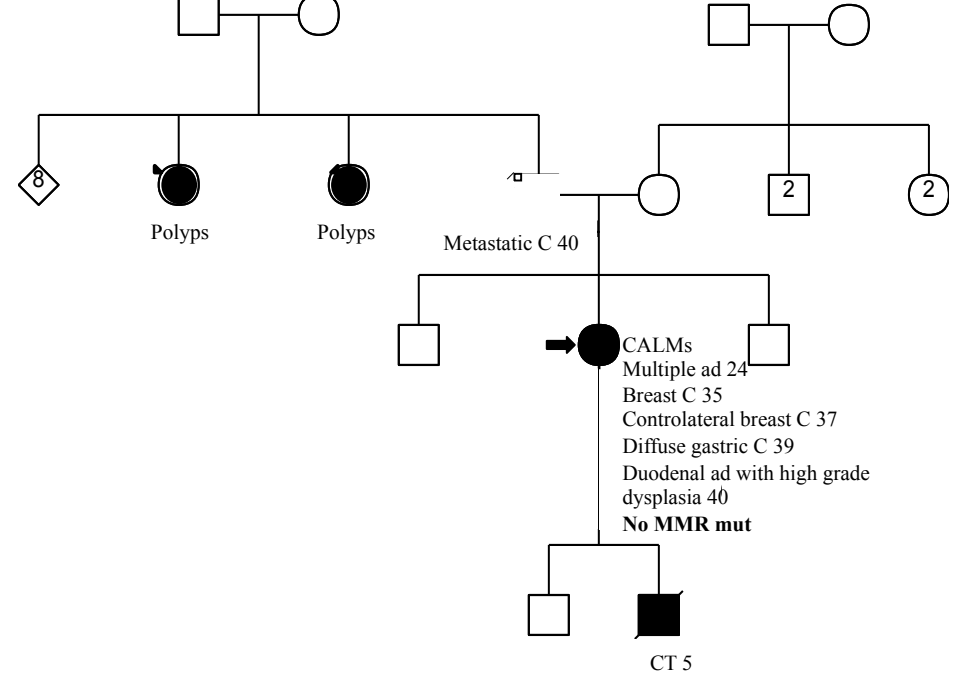 8
2
2
Polyps
Polyps
Metastatic C 40
CALMs
Multiple ad 24
Breast C 35
Controlateral breast C 37
Diffuse gastric C 39
Duodenal ad with high grade
dysplasia 40
No MMR mut
CT 5